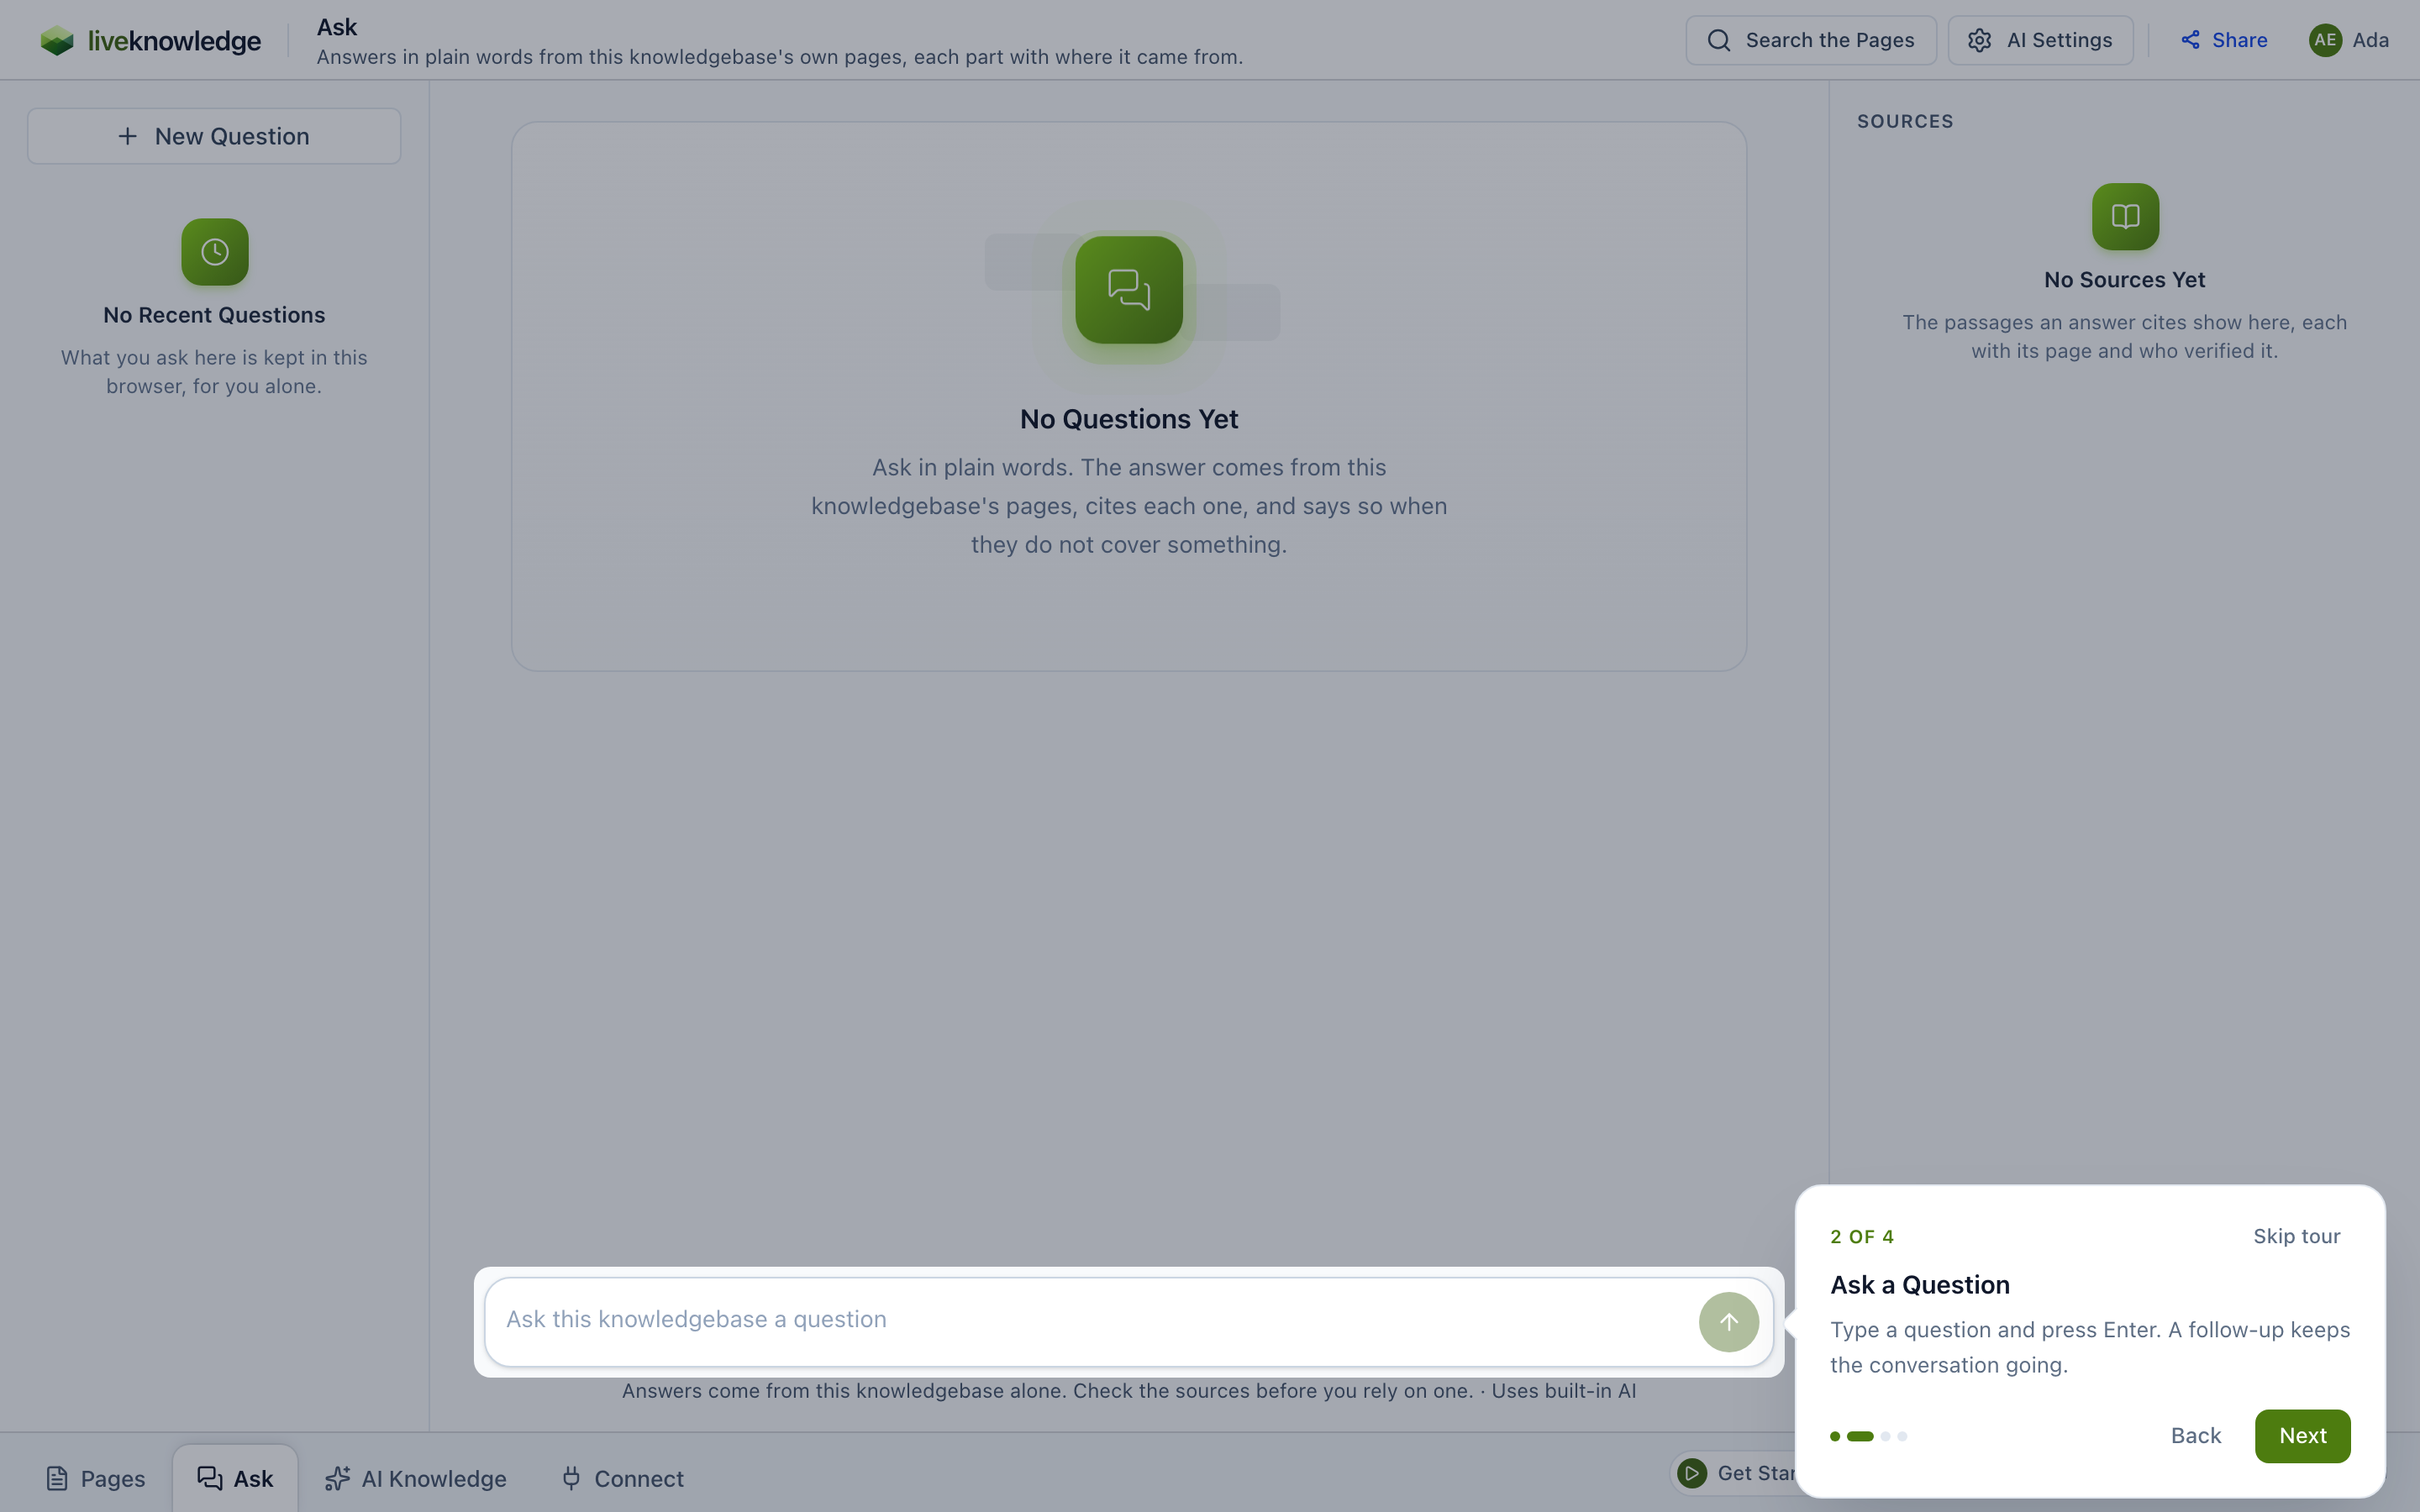 liveknowledge
Ask
Answers in plain words from this knowledgebase's own pages, each part with where it came from.
Search the Pages
AI Settings
Share
AE
Ada
New Question
No Recent Questions
What you ask here is kept in this
browser, for you alone.
No Questions Yet
Ask in plain words. The answer comes from this
knowledgebase's pages, cites each one, and says so when
they do not cover something.
SOURCES
No Sources Yet
The passages an answer cites show here, each
with its page and who verified it.
Ask this knowledgebase a question
Answers come from this knowledgebase alone. Check the sources before you rely on one. · Uses built-in AI
2 OF 4
Skip tour
Ask a Question
Type a question and press Enter. A follow-up keeps
the conversation going.
Back
Next
Pages
Ask
AI Knowledge
Connect
Get